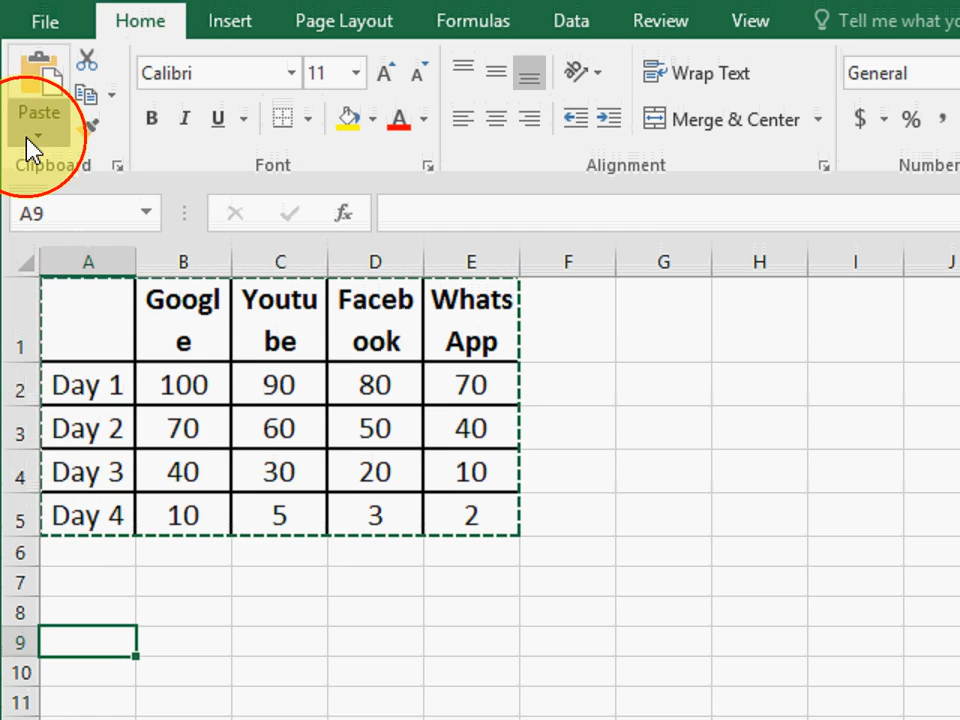 File Home Insert Page Layout Formulas Data Review View Tell me what yo
Calibri 11 Wrap Text General
Paste B I U A Merge & Center $ % ,
Clipboard Font Alignment Number
A9 fx
A B C D E F G H I J
Googl Youtu Faceb Whats
1 e be ook App
2 Day 1 100 90 80 70
3 Day 2 70 60 50 40
4 Day 3 40 30 20 10
5 Day 4 10 5 3 2
6
7
8
9
10
11